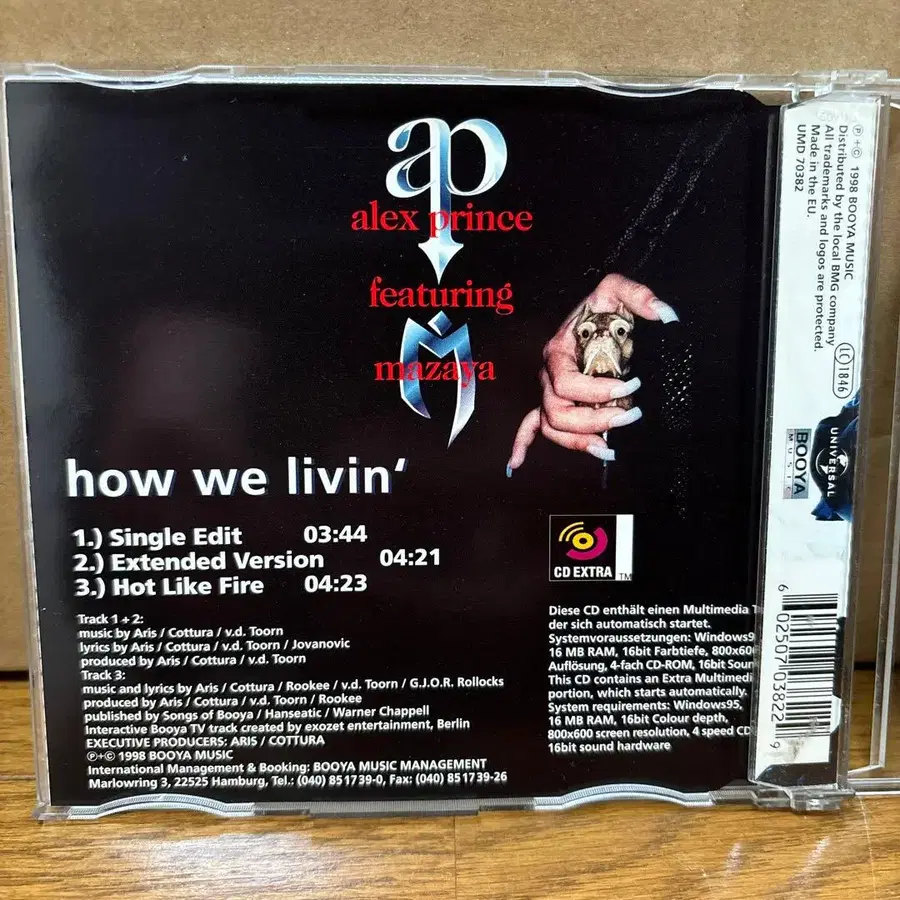 ap
alex prince
featuring
M
mazaya
how we livin‘
1.) Single Edit 03:44
2.) Extended Version 04:21
3.) Hot Like Fire 04:23
Track 1+2:
music by Aris / Cottura / v.d. Toorn
lyrics by Aris / Cottura / v.d. Toorn / Jovanovic
produced by Aris / Cottura / v.d. Toorn
Track 3:
music and lyrics by Aris / Cottura / Rookee / v.d. Toorn / G.J.O.R. Rollocks
produced by Aris / Cottura / v.d. Toorn / Rookee
published by Songs of Booya / Hanseatic / Warner Chappell
Interactive Booya TV track created by exozet entertainment, Berlin
EXECUTIVE PRODUCERS: ARIS / COTTURA
℗+© 1998 BOOYA MUSIC
International Management & Booking: BOOYA MUSIC MANAGEMENT
Marlowring 3, 22525 Hamburg, Tel.: (040) 851739-0, Fax: (040) 851739-26
CD EXTRA
TM
Diese CD enthält einen Multimedia
der sich automatisch startet.
Systemvoraussetzungen:
16 MB RAM, 16bit Farbtiefe,
Auflösung, 4-fach CD-ROM, 16bit
This CD contains an Extra
portion, which starts automatically.
System requirements: Windows95,
16 MB RAM, 16bit Colour depth,
800x600 screen resolution, 4 speed
16bit sound hardware
℗+© 1998 BOOYA MUSIC
Distributed by the local BMG company
All trademarks and logos are protected.
Made in the EU.
UMD 70382
LC 1846
UNIVERSAL
BOOYA
MUSIC
6 02507 03822 9